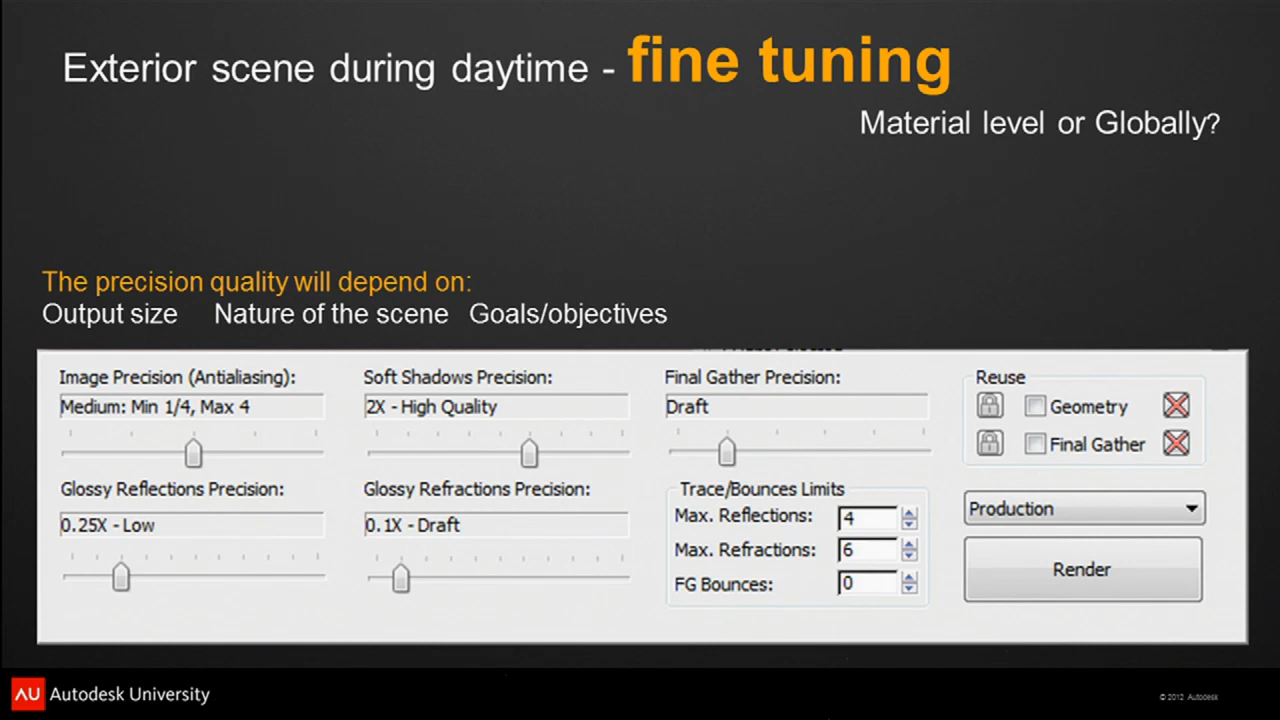 Exterior scene during daytime - fine tuning
Material level or Globally?
The precision quality will depend on:
Output size Nature of the scene Goals/objectives
Image Precision (Antialiasing):
Medium: Min 1/4, Max 4
Soft Shadows Precision:
2X - High Quality
Final Gather Precision:
Draft
Reuse
Geometry
Final Gather
Glossy Reflections Precision:
0.25X - Low
Glossy Refractions Precision:
0.1X - Draft
Trace/Bounces Limits
Max. Reflections: 4
Max. Refractions: 6
FG Bounces: 0
Production
Render
AU Autodesk University
© 2012 Autodesk